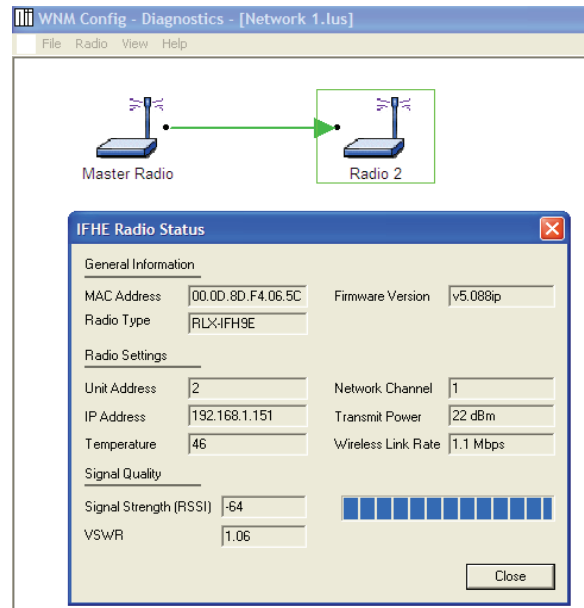 WNM Config - Diagnostics - [Network 1.lus]
File Radio View Help
Master Radio
Radio 2
IFHE Radio Status
General Information
MAC Address 00.0D.8D.F4.06.5C Firmware Version v5.088ip
Radio Type RLX-IFH9E
Radio Settings
Unit Address 2 Network Channel 1
IP Address 192.168.1.151 Transmit Power 22 dBm
Temperature 46 Wireless Link Rate 1.1 Mbps
Signal Quality
Signal Strength (RSSI) -64
VSWR 1.06
Close